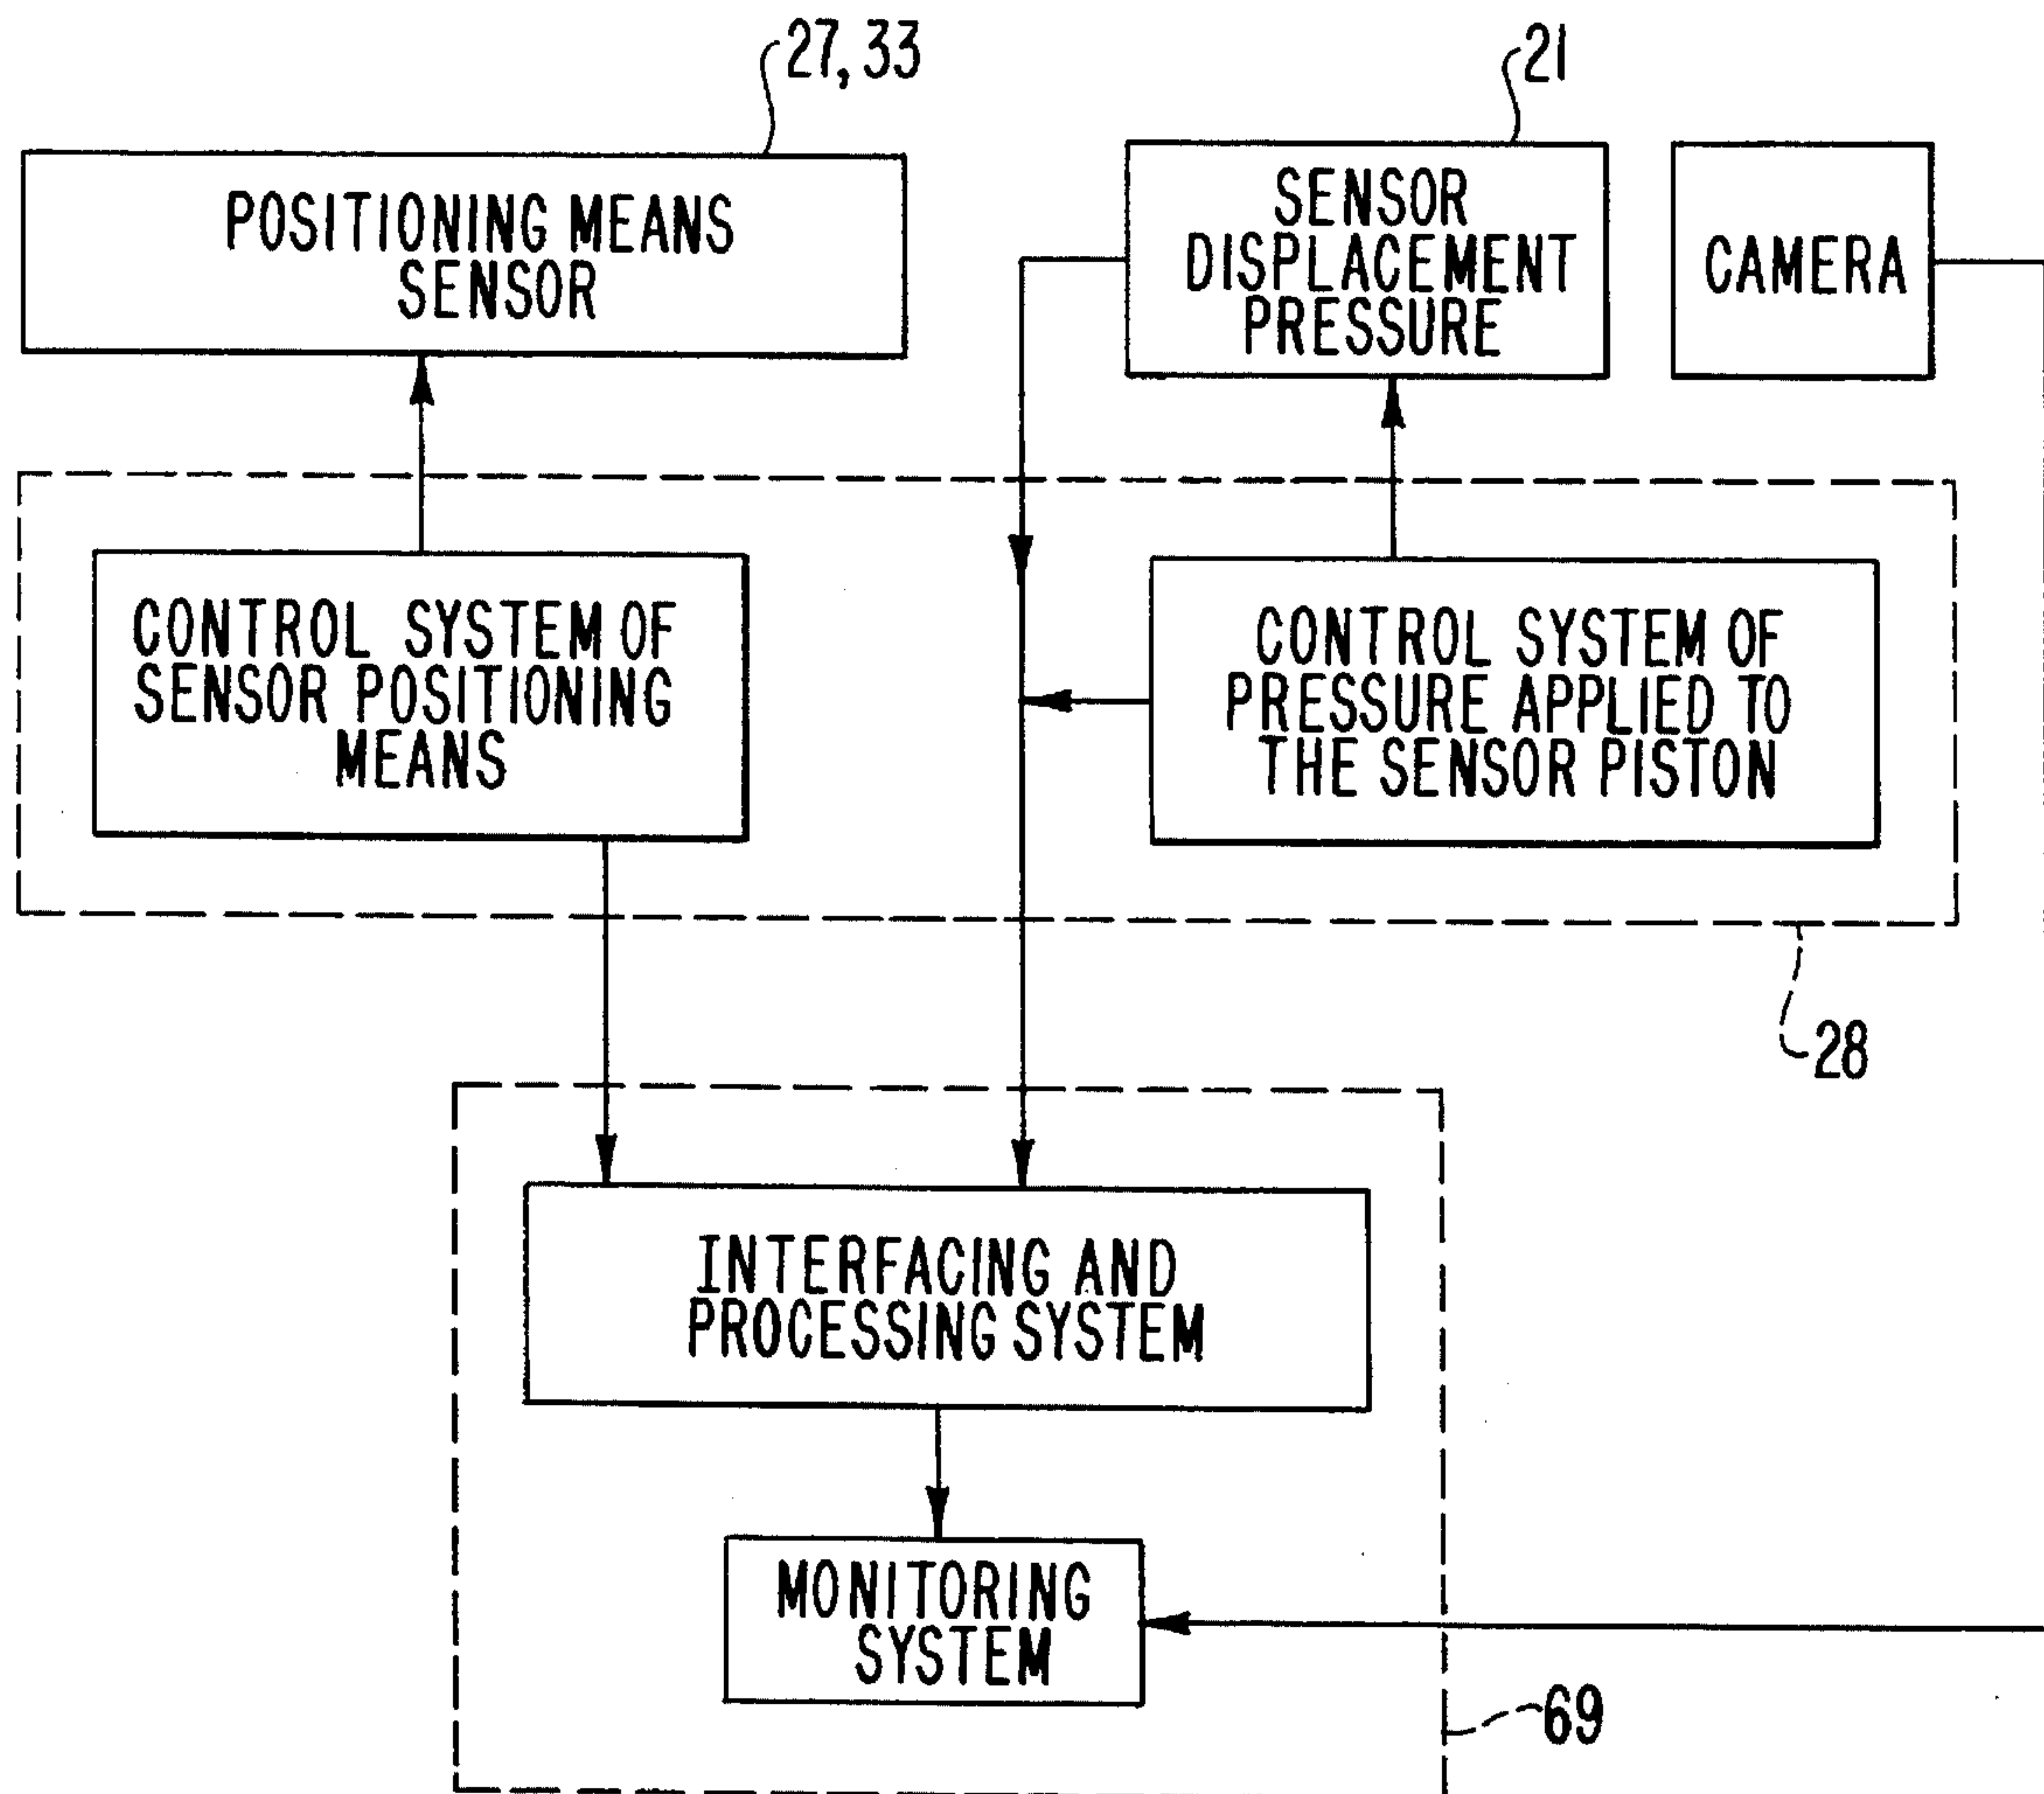 27, 33
21
POSITIONING MEANS
SENSOR
SENSOR
DISPLACEMENT
PRESSURE
CAMERA
CONTROL SYSTEM OF
SENSOR POSITIONING
MEANS
CONTROL SYSTEM OF
PRESSURE APPLIED TO
THE SENSOR PISTON
28
INTERFACING AND
PROCESSING SYSTEM
MONITORING
SYSTEM
69